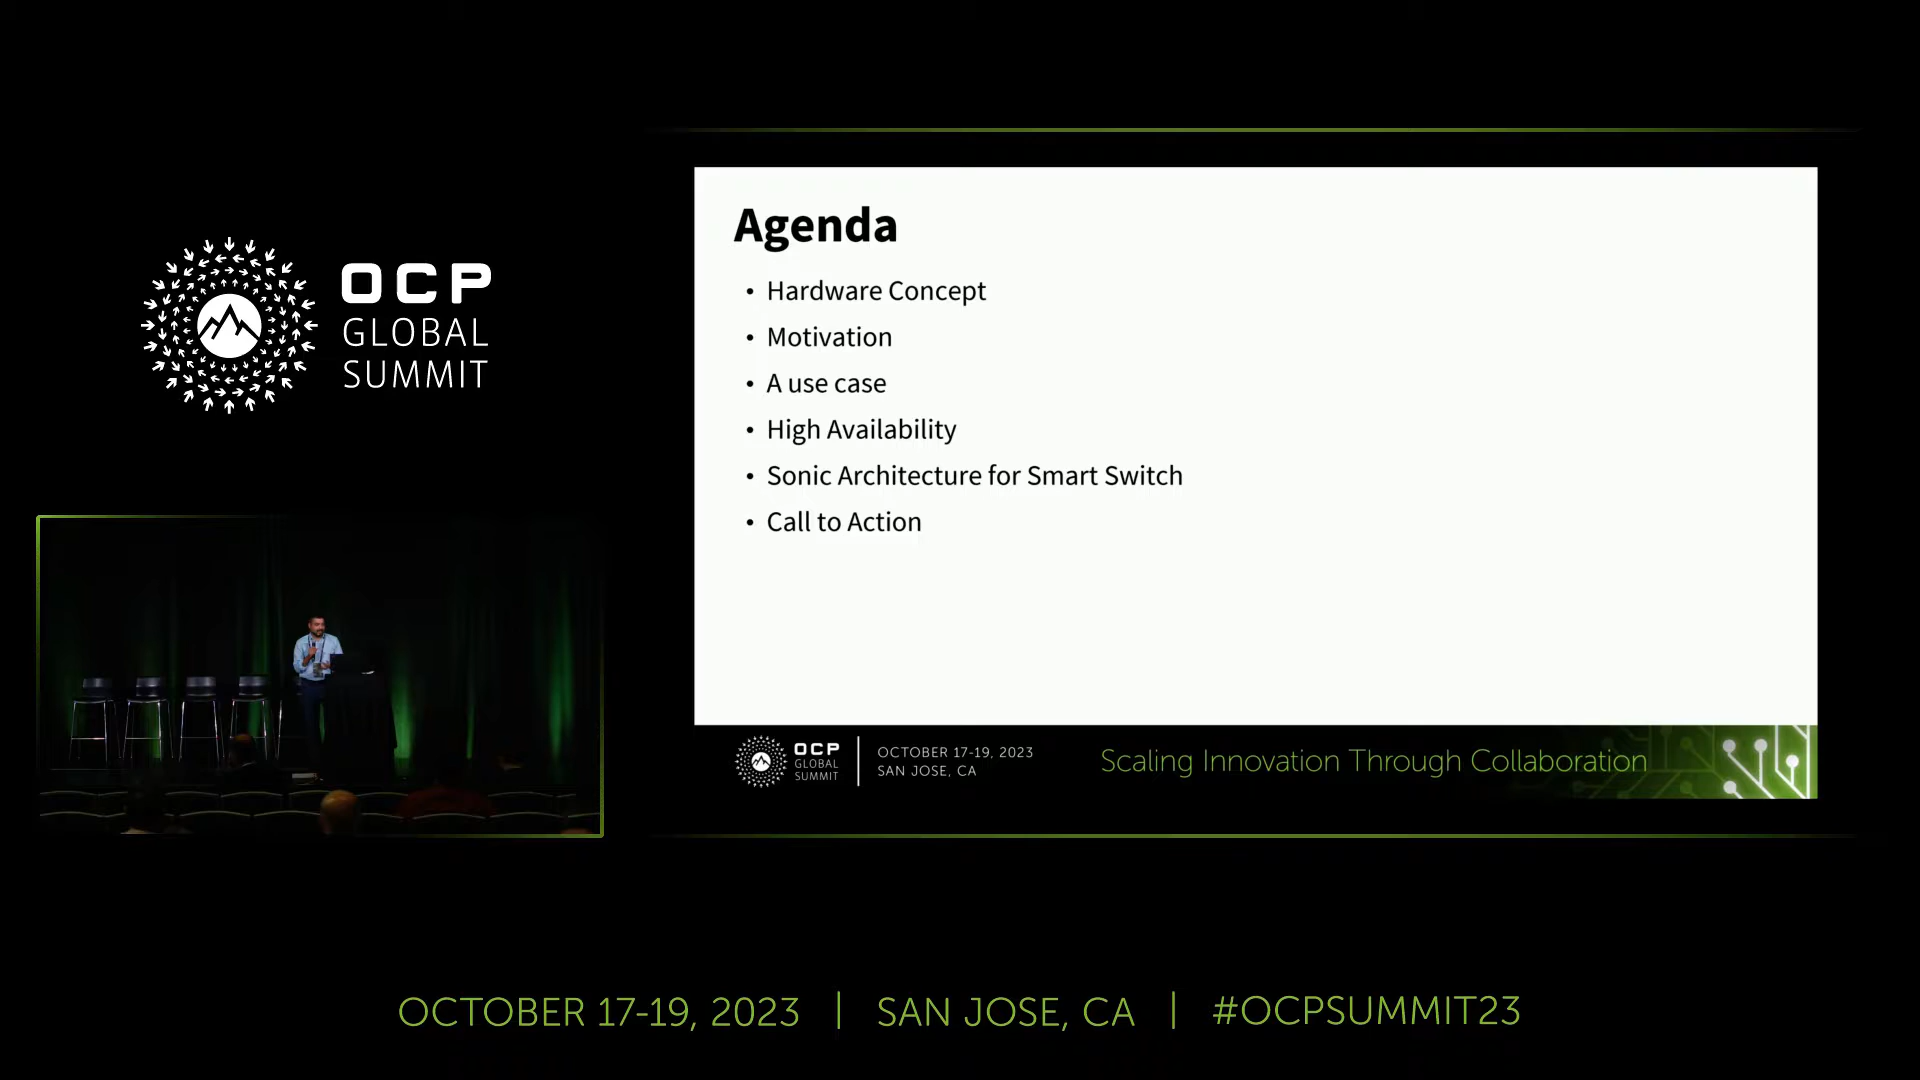 OCP
GLOBAL
SUMMIT
Agenda
• Hardware Concept
• Motivation
• A use case
• High Availability
• Sonic Architecture for Smart Switch
• Call to Action
OCP
GLOBAL
SUMMIT
OCTOBER 17-19, 2023
SAN JOSE, CA
Scaling Innovation Through Collaboration
OCTOBER 17-19, 2023 | SAN JOSE, CA | #OCPSUMMIT23